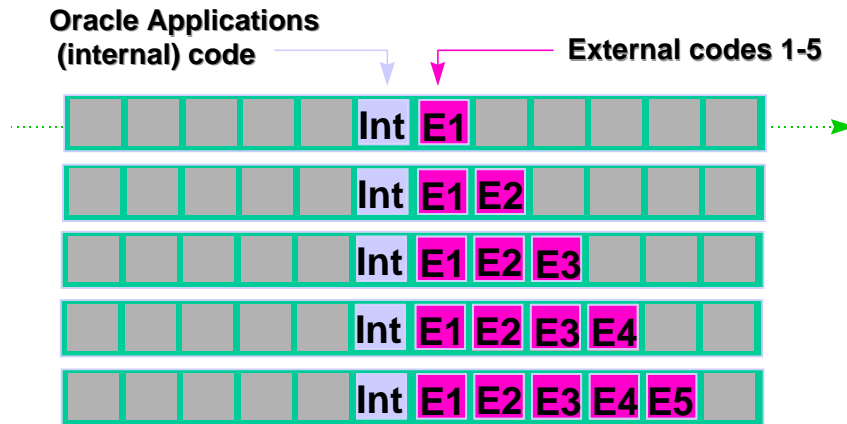 Oracle Applications
(internal) code
External codes 1-5
Int E1
Int E1 E2
Int E1 E2 E3
Int E1 E2 E3 E4
Int E1 E2 E3 E4 E5